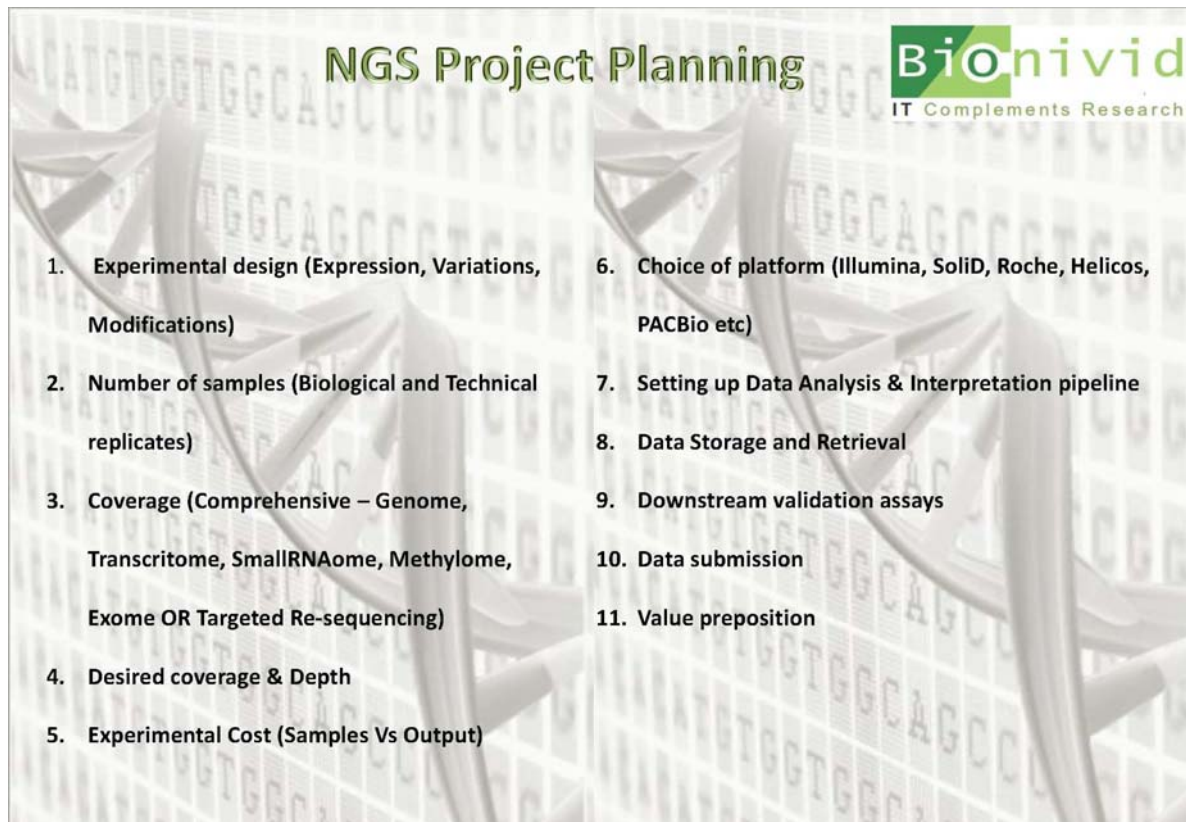 NGS Project Planning
Bionivid
IT Complements Research
1. Experimental design (Expression, Variations,
Modifications)
2. Number of samples (Biological and Technical
replicates)
3. Coverage (Comprehensive – Genome,
Transcritome, SmallRNAome, Methylome,
Exome OR Targeted Re-sequencing)
4. Desired coverage & Depth
5. Experimental Cost (Samples Vs Output)
6. Choice of platform (Illumina, SoliD, Roche, Helicos,
PACBio etc)
7. Setting up Data Analysis & Interpretation pipeline
8. Data Storage and Retrieval
9. Downstream validation assays
10. Data submission
11. Value preposition